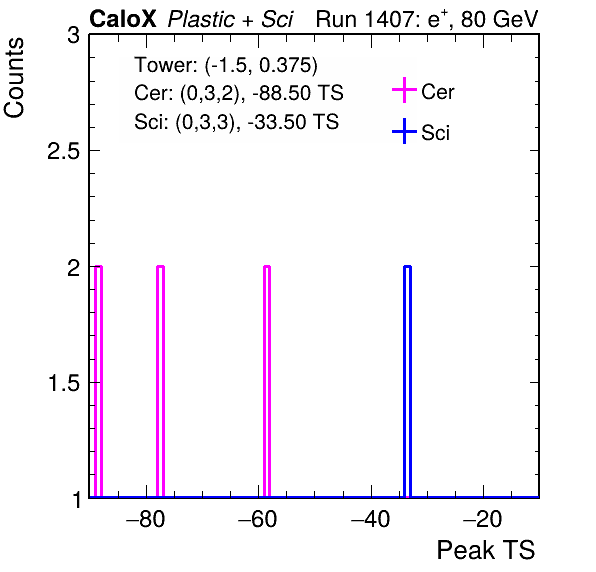 CaloX Plastic + Sci Run 1407: e+, 80 GeV
Counts
Tower: (-1.5, 0.375)
Cer: (0,3,2), -88.50 TS
Sci: (0,3,3), -33.50 TS
Cer
Sci
3
2.5
2
1.5
1
−80 −60 −40 −20
Peak TS